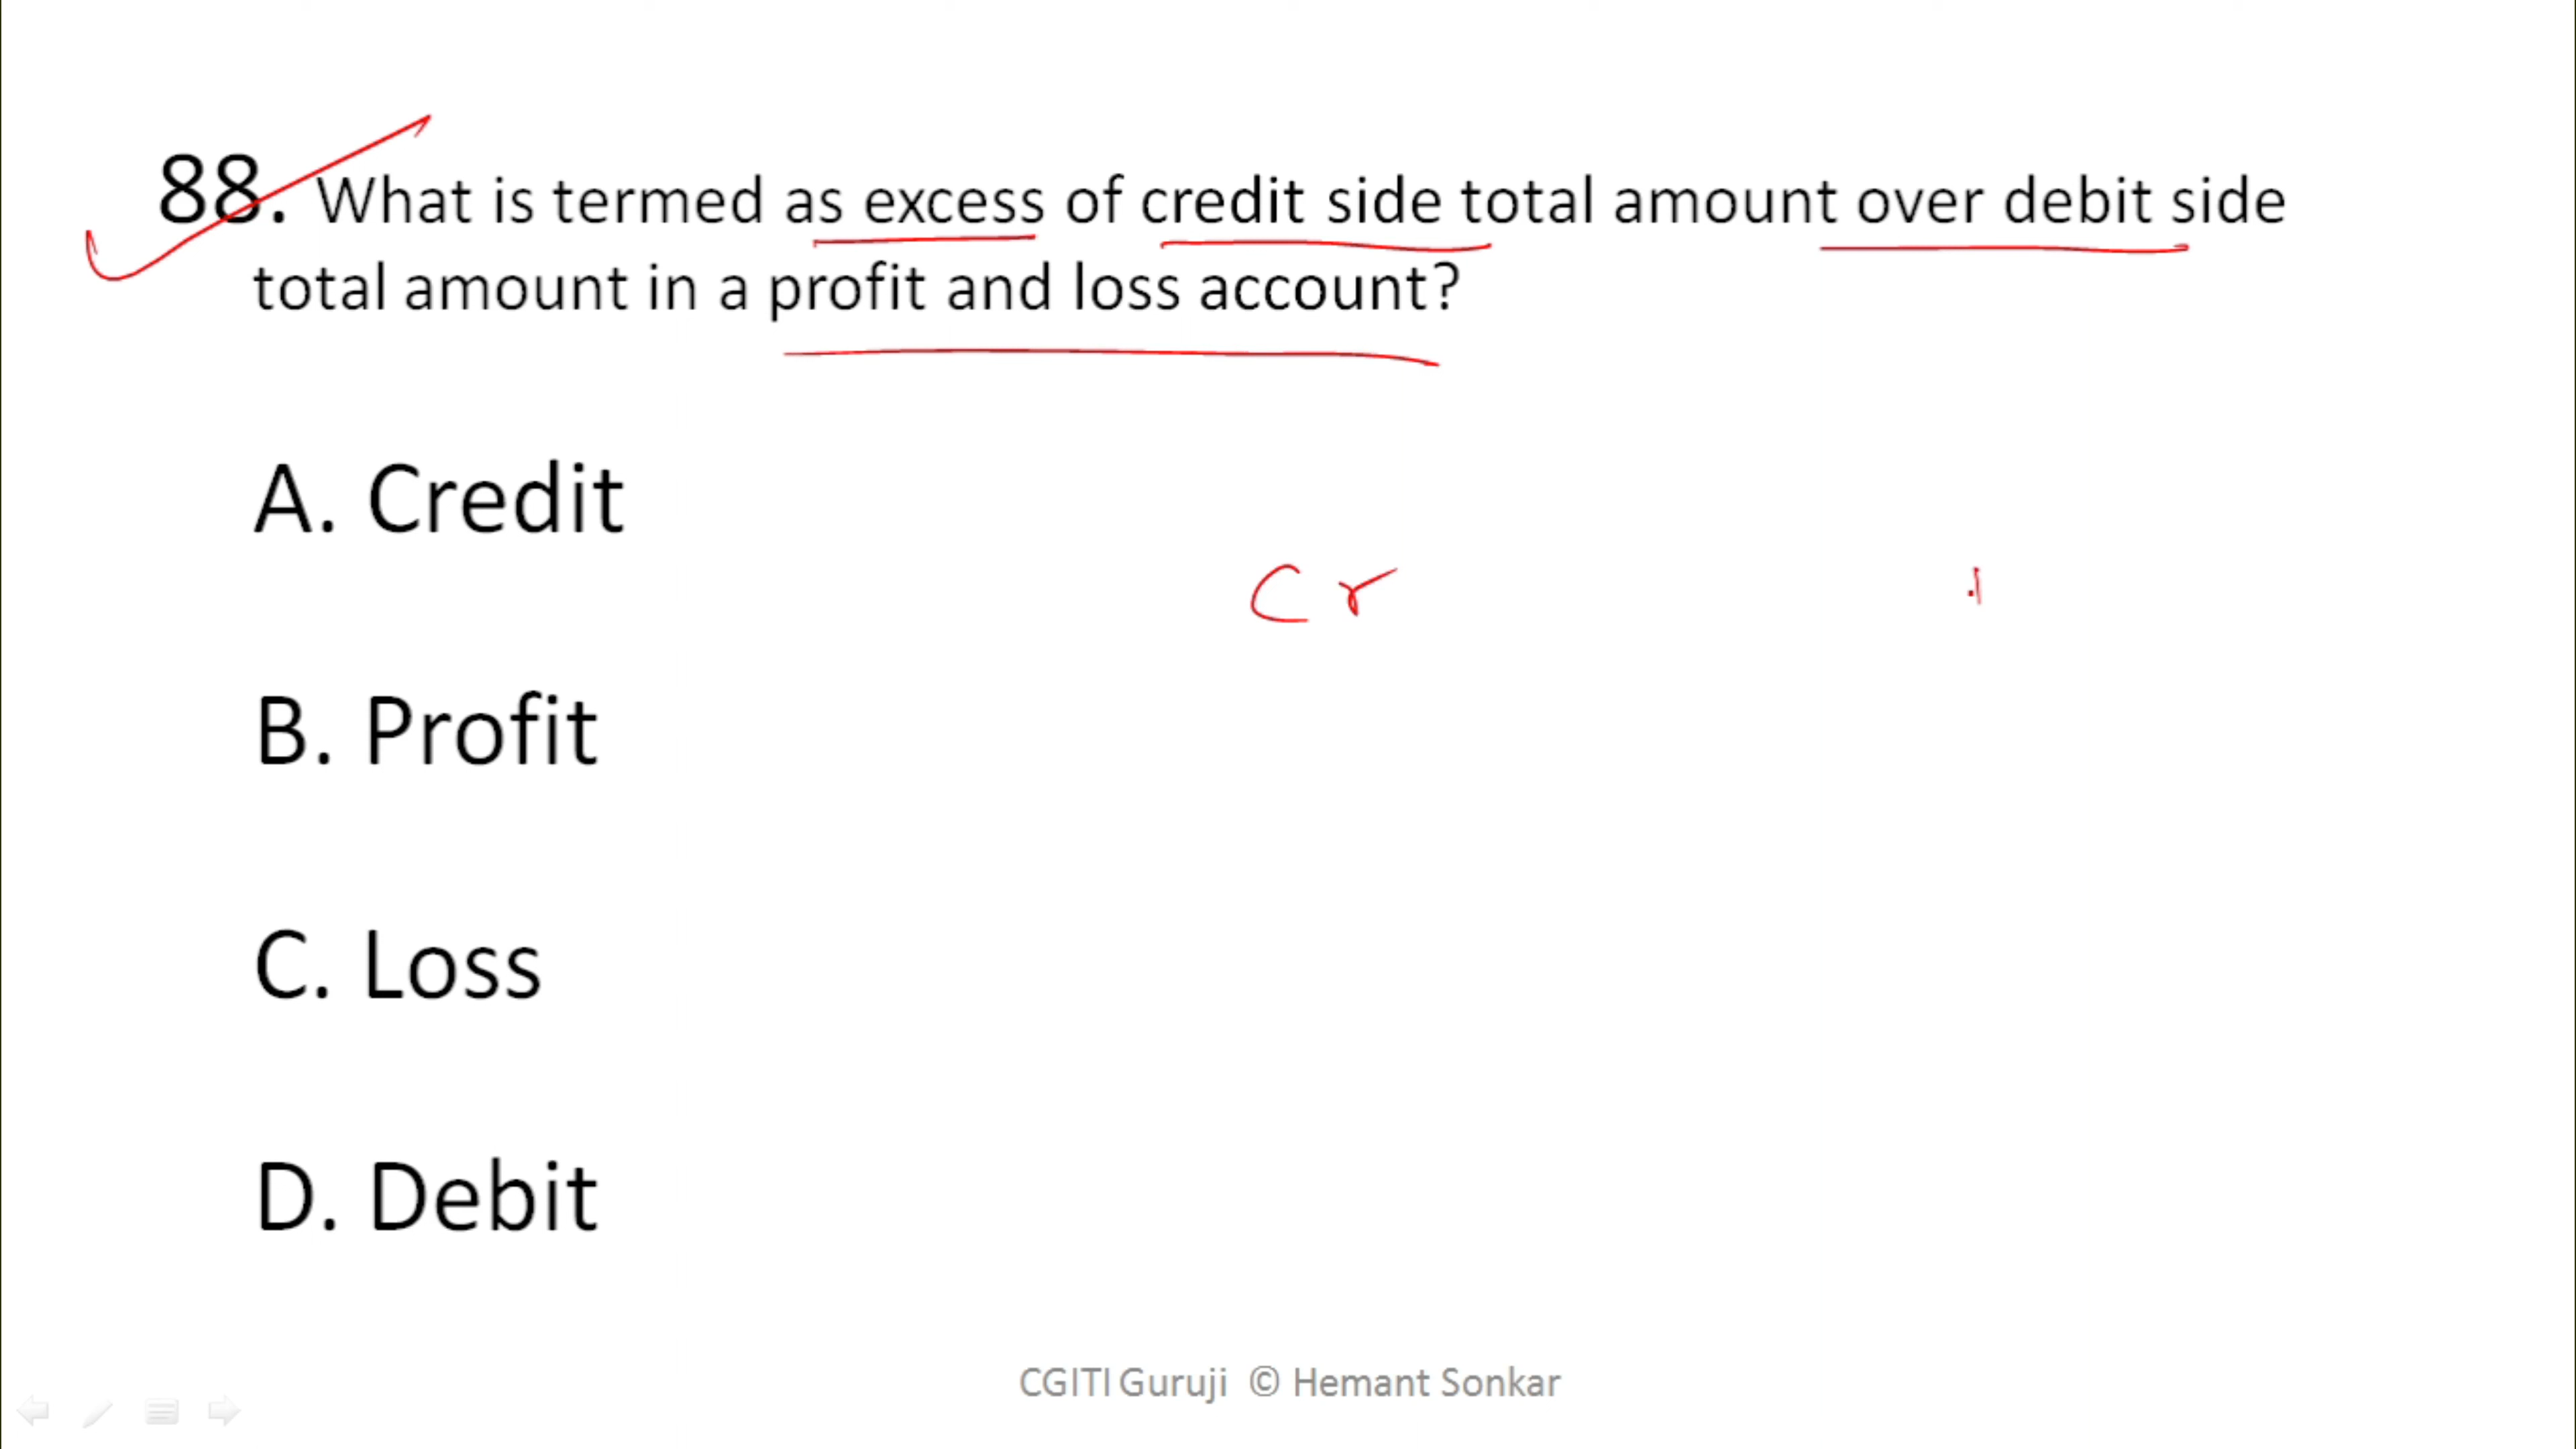 88. What is termed as excess of credit side total amount over debit side
total amount in a profit and loss account?
A. Credit
Cr
B. Profit
C. Loss
D. Debit
CGITI Guruji © Hemant Sonkar